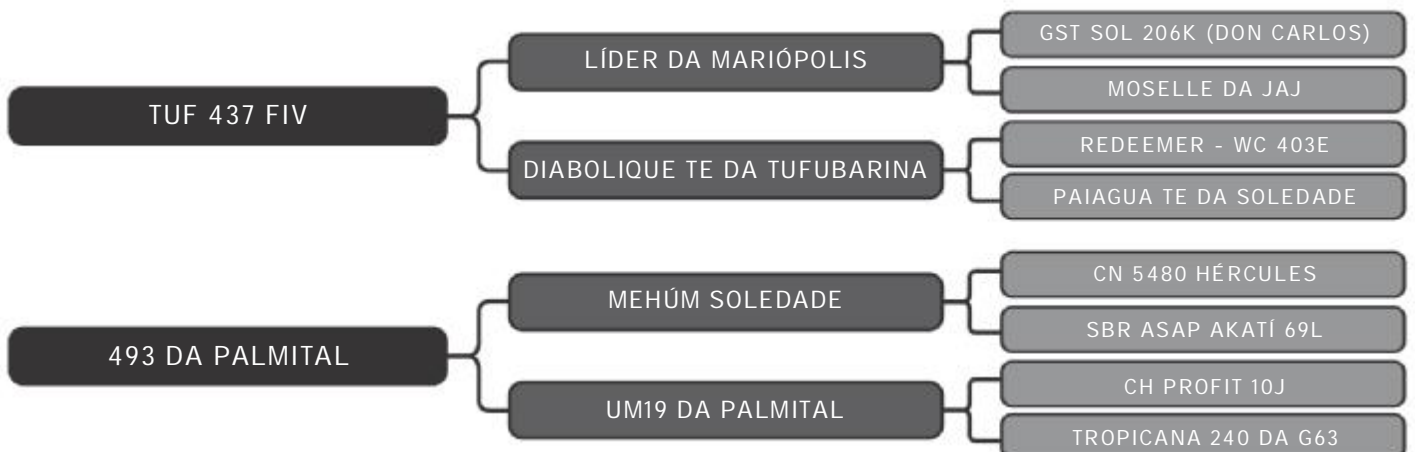 GST SOL 206K (DON CARLOS)
LÍDER DA MARIÓPOLIS
MOSELLE DA JAJ
TUF 437 FIV
REDEEMER - WC 403E
DIABOLIQUE TE DA TUFUBARINA
PAIAGUA TE DA SOLEDADE
CN 5480 HÉRCULES
MEHÚM SOLEDADE
SBR ASAP AKATÍ 69L
493 DA PALMITAL
CH PROFIT 10J
UM19 DA PALMITAL
TROPICANA 240 DA G63